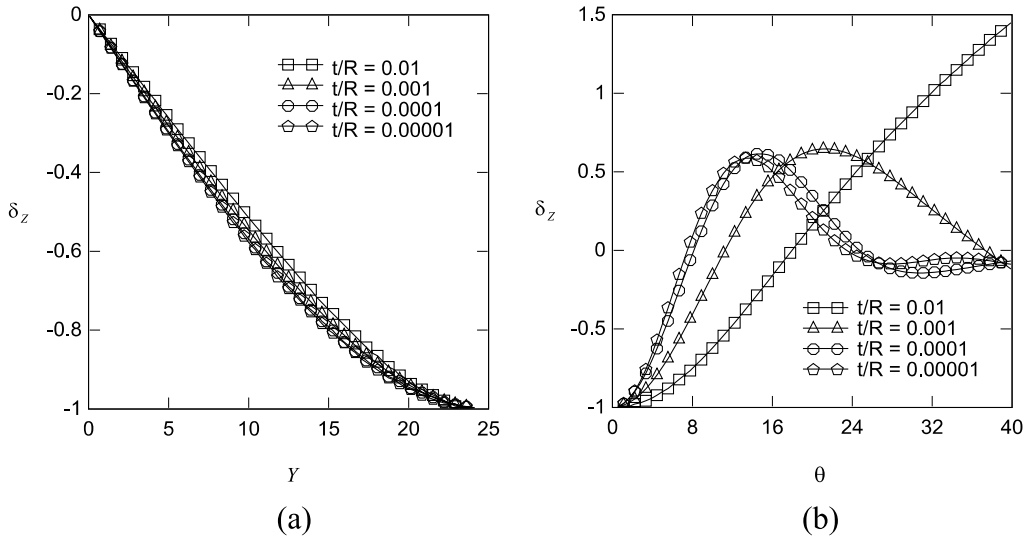 0
-0.2
-0.4
-0.6
-0.8
-1
δz
0 5 10 15 20 25
Y
t/R = 0.01
t/R = 0.001
t/R = 0.0001
t/R = 0.00001
(a)
1.5
1
0.5
0
-0.5
-1
δz
0 8 16 24 32 40
θ
t/R = 0.01
t/R = 0.001
t/R = 0.0001
t/R = 0.00001
(b)